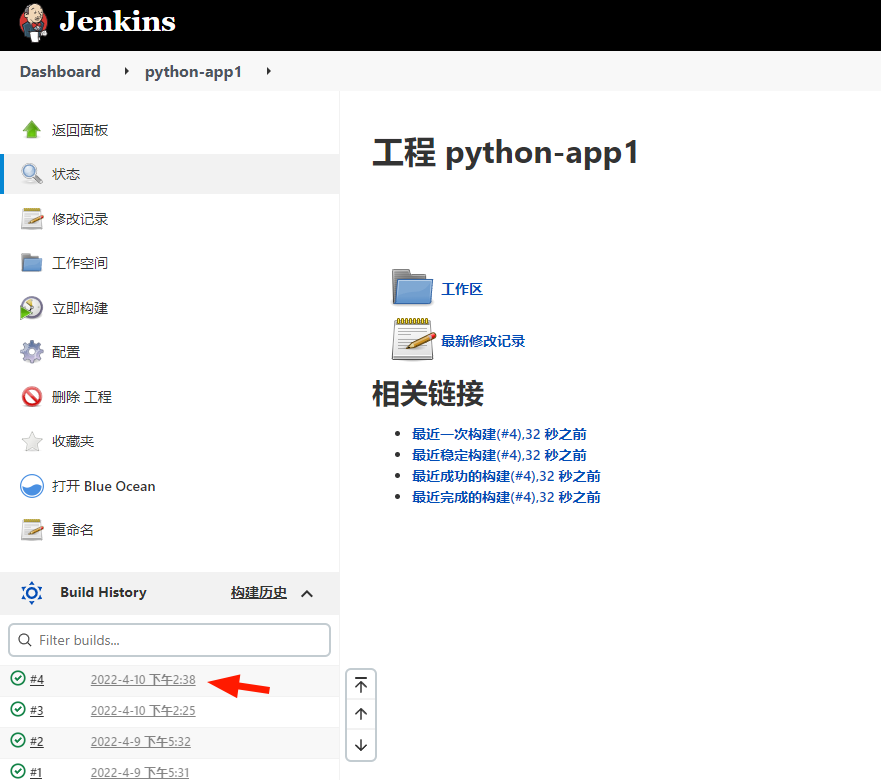 Jenkins
Dashboard
python-app1
返回面板
状态
修改记录
工作空间
立即构建
配置
删除 工程
收藏夹
打开 Blue Ocean
重命名
Build History
构建历史
Filter builds...
#4 2022-4-10 下午2:38
#3 2022-4-10 下午2:25
#2 2022-4-9 下午5:32
#1 2022-4-9 下午5:31
工程 python-app1
工作区
最新修改记录
相关链接
最近一次构建(#4),32 秒之前
最近稳定构建(#4),32 秒之前
最近成功的构建(#4),32 秒之前
最近完成的构建(#4),32 秒之前